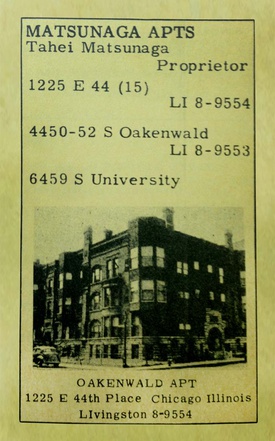 MATSUNAGA APTS
Tahei Matsunaga
Proprietor
1225 E 44 (15)
LI 8-9554
4450-52 S Oakenwald
LI 8-9553
6459 S University
OAKENWALD APT
1225 E 44th Place Chicago Illinois
LIvingston 8-9554